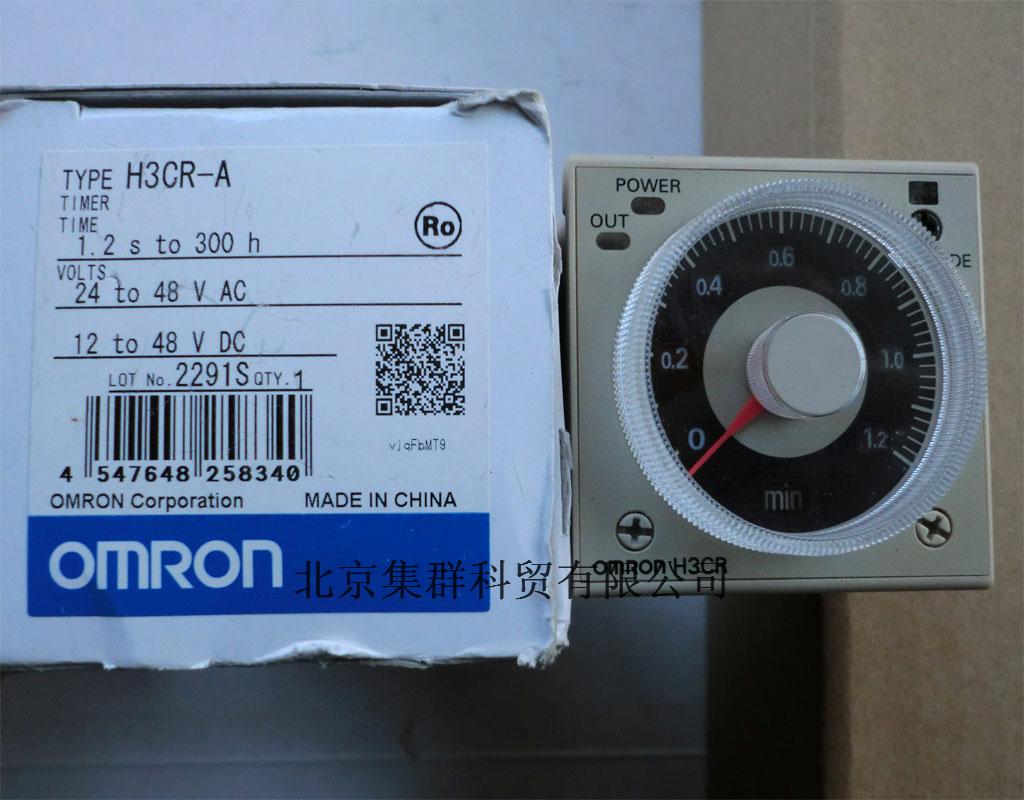 TYPE H3CR-A
TIMER
TIME
1.2 s to 300 h
VOLTS
24 to 48 V AC
12 to 48 V DC
LOT No. 2291S QTY. 1
Ro
vjqFbMT9
4 547648 258340
OMRON Corporation MADE IN CHINA
OMRON
北京集群科贸有限公司
POWER
OUT
0
0.2
0.4
0.6
0.8
1.0
1.2
min
OMRON H3CR